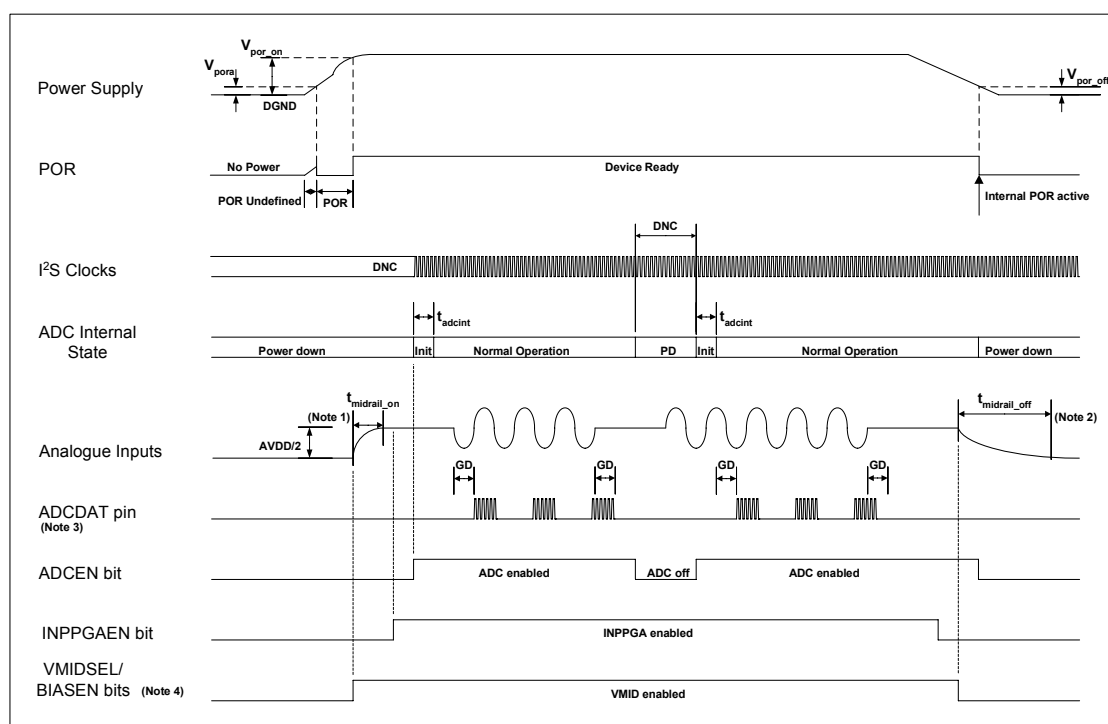 V_por_on
V_pora
V_por_off
Power Supply
DGND
POR
No Power
Device Ready
POR Undefined
POR
Internal POR active
DNC
I²S Clocks
DNC
t_adcint
t_adcint
ADC Internal
State
Power down
Init
Normal Operation
PD
Init
Normal Operation
Power down
t_midrail_on
t_midrail_off
(Note 1)
(Note 2)
AVDD/2
Analogue Inputs
GD
GD
GD
GD
ADCDAT pin
(Note 3)
ADCEN bit
ADC enabled
ADC off
ADC enabled
INPPGAEN bit
INPPGA enabled
VMIDSEL/
BIASEN bits (Note 4)
VMID enabled